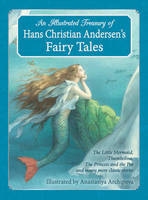 An Illustrated Treasury of
Hans Christian Andersen's
Fairy Tales
The Little Mermaid,
Thumbelina,
The Princess and the Pea
and many more classic stories
Illustrated by Anastasiya Archipova